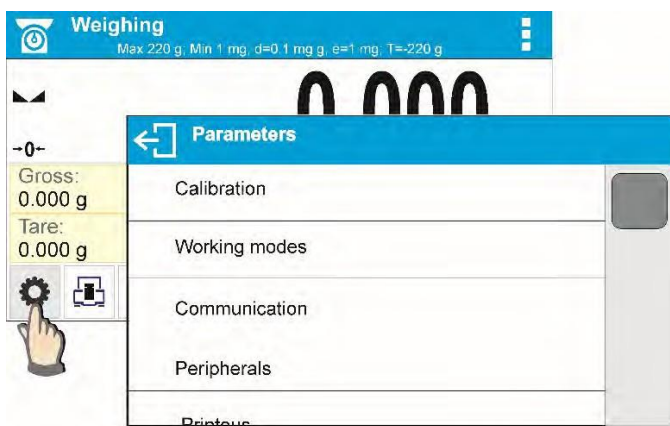 Weighing
Max 220 g, Min 1 mg, d=0.1 mg g, e=1 mg, T=-220 g
0.000
→0←
Gross:
0.000 g
Tare:
0.000 g
Parameters
Calibration
Working modes
Communication
Peripherals
Printous